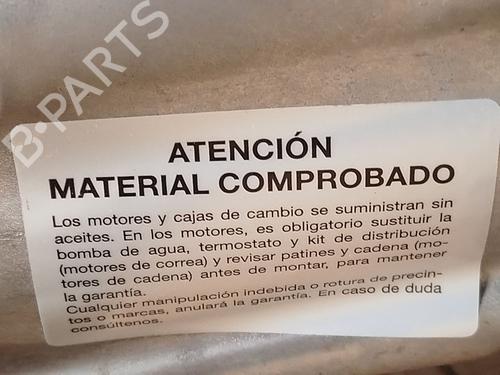 B-PARTS
ATENCIÓN
MATERIAL COMPROBADO
Los motores y cajas de cambio se suministran sin
aceites. En los motores, es obligatorio sustituir la
bomba de agua, termostato y kit de distribución
(motores de correa) y revisar patines y cadena (mo-
tores de cadena) antes de montar, para mantener
la garantía.
Cualquier manipulación indebida o rotura de precin-
tos o marcas, anulará la garantía. En caso de duda
consúltenos.